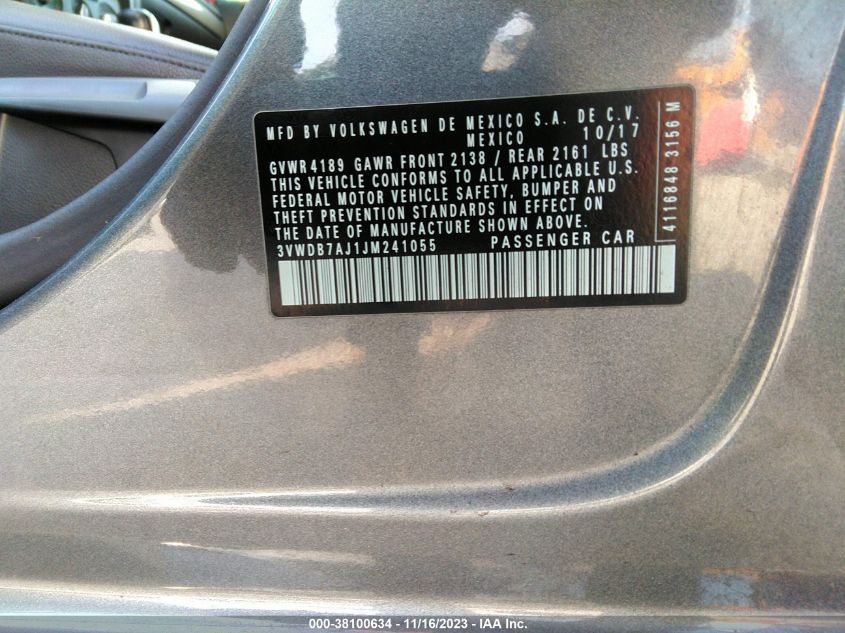 MFD BY VOLKSWAGEN DE MEXICO S.A. DE C.V.
MEXICO 10/17
GVWR 4189 GAWR FRONT 2138 / REAR 2161 LBS
THIS VEHICLE CONFORMS TO ALL APPLICABLE U.S.
FEDERAL MOTOR VEHICLE SAFETY, BUMPER AND
THEFT PREVENTION STANDARDS IN EFFECT ON
THE DATE OF MANUFACTURE SHOWN ABOVE.
3VWDB7AJ1JM241055 PASSENGER CAR
4116848 3156 M
000-38100634 - 11/16/2023 - IAA Inc.